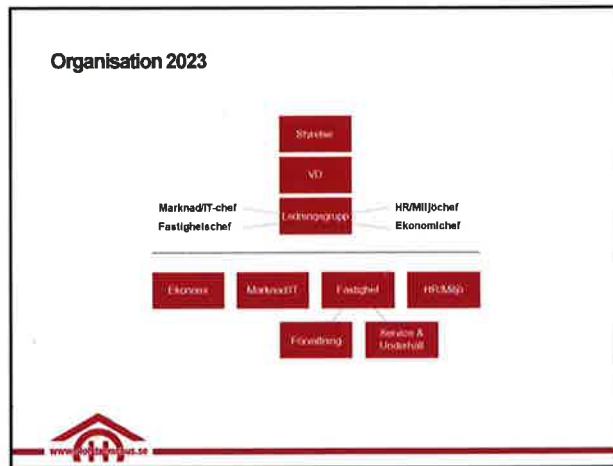 Organisation 2023
Styrelse
VD
Marknad/IT-chef
HR/Miljöchef
Ledningsgrupp
Fastighetschef
Ekonomichef
Ekonomi
Marknad/IT
Fastighet
HR/Miljö
Förvaltning
Service &
Underhåll